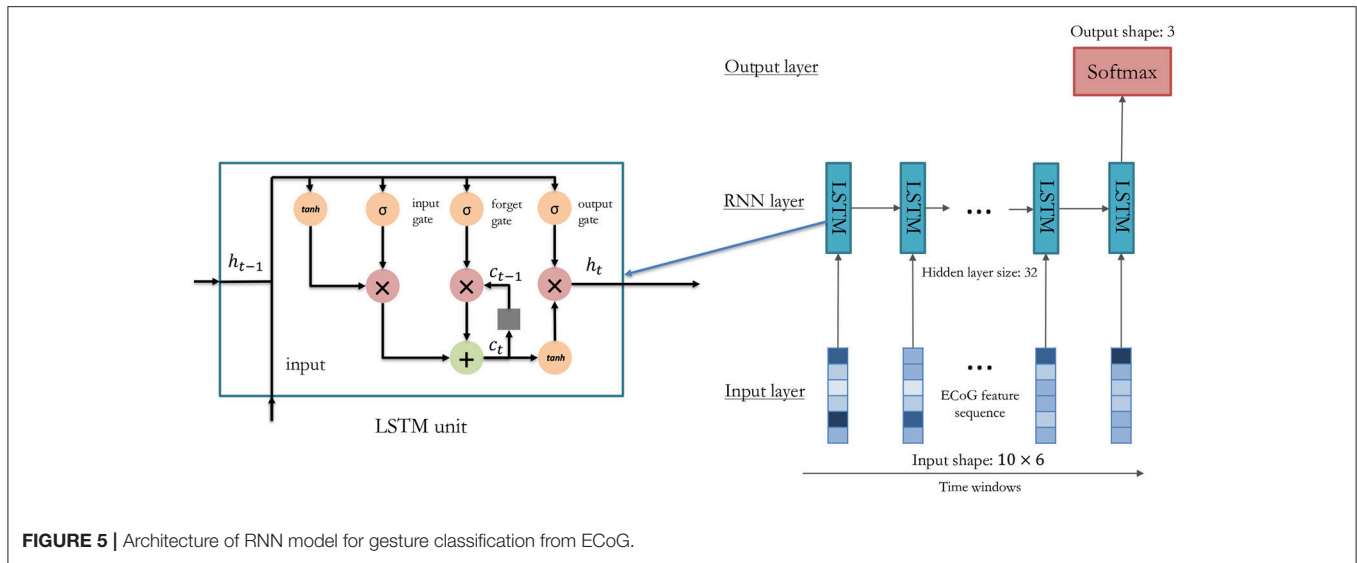 Output shape: 3
Output layer
Softmax
RNN layer
LSTM
LSTM
...
LSTM
LSTM
Hidden layer size: 32
tanh
σ
input
gate
σ
forget
gate
σ
output
gate
h_{t−1}
×
×
c_{t−1}
×
h_t
+
c_t
tanh
input
LSTM unit
Input layer
...
ECoG feature
sequence
Input shape: 10 × 6
Time windows
FIGURE 5 | Architecture of RNN model for gesture classification from ECoG.